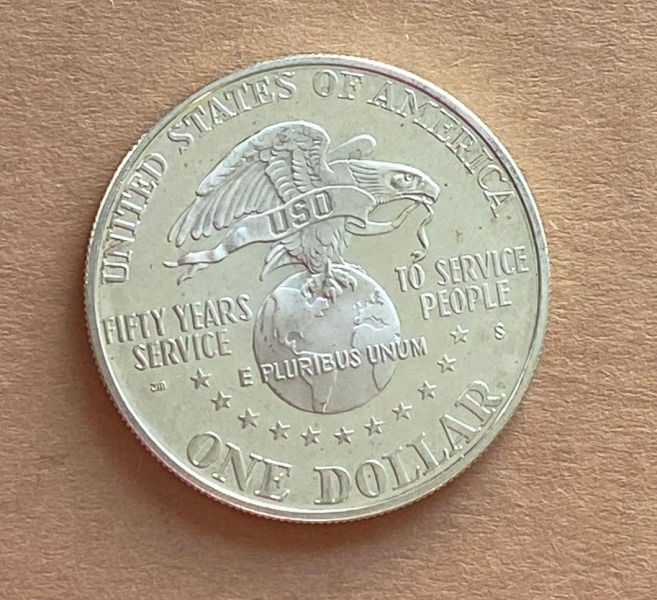 UNITED STATES OF AMERICA
USO
FIFTY YEARS
SERVICE
TO SERVICE
PEOPLE
S
E PLURIBUS UNUM
ONE DOLLAR